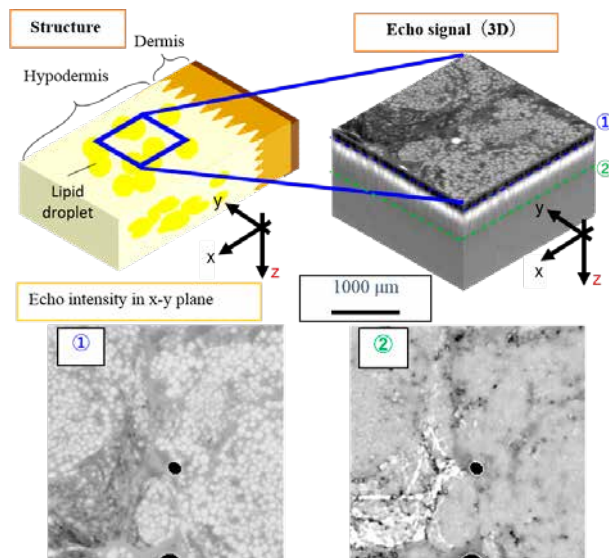 Structure
Echo signal（3D）
Dermis
Hypodermis
Lipid
droplet
y
x
z
①
②
y
x
z
Echo intensity in x-y plane
1000 μm
①
②